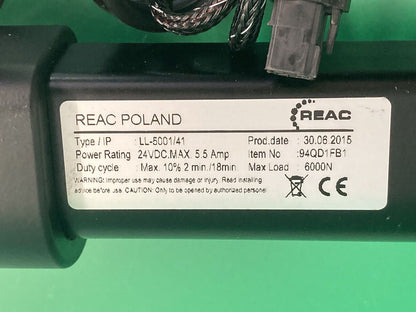 REAC POLAND REAC
Type / IP : LL-5001/41 Prod.date : 30.06.2015
Power Rating : 24VDC.MAX. 5.5 Amp Item No : 94QD1FB1
Duty cycle : Max. 10% 2 min./18min Max Load : 6000N
WARNING: Improper use may cause damage or injury. Read installing
advice before use. CAUTION: Only to be opened by authorized personel
CE